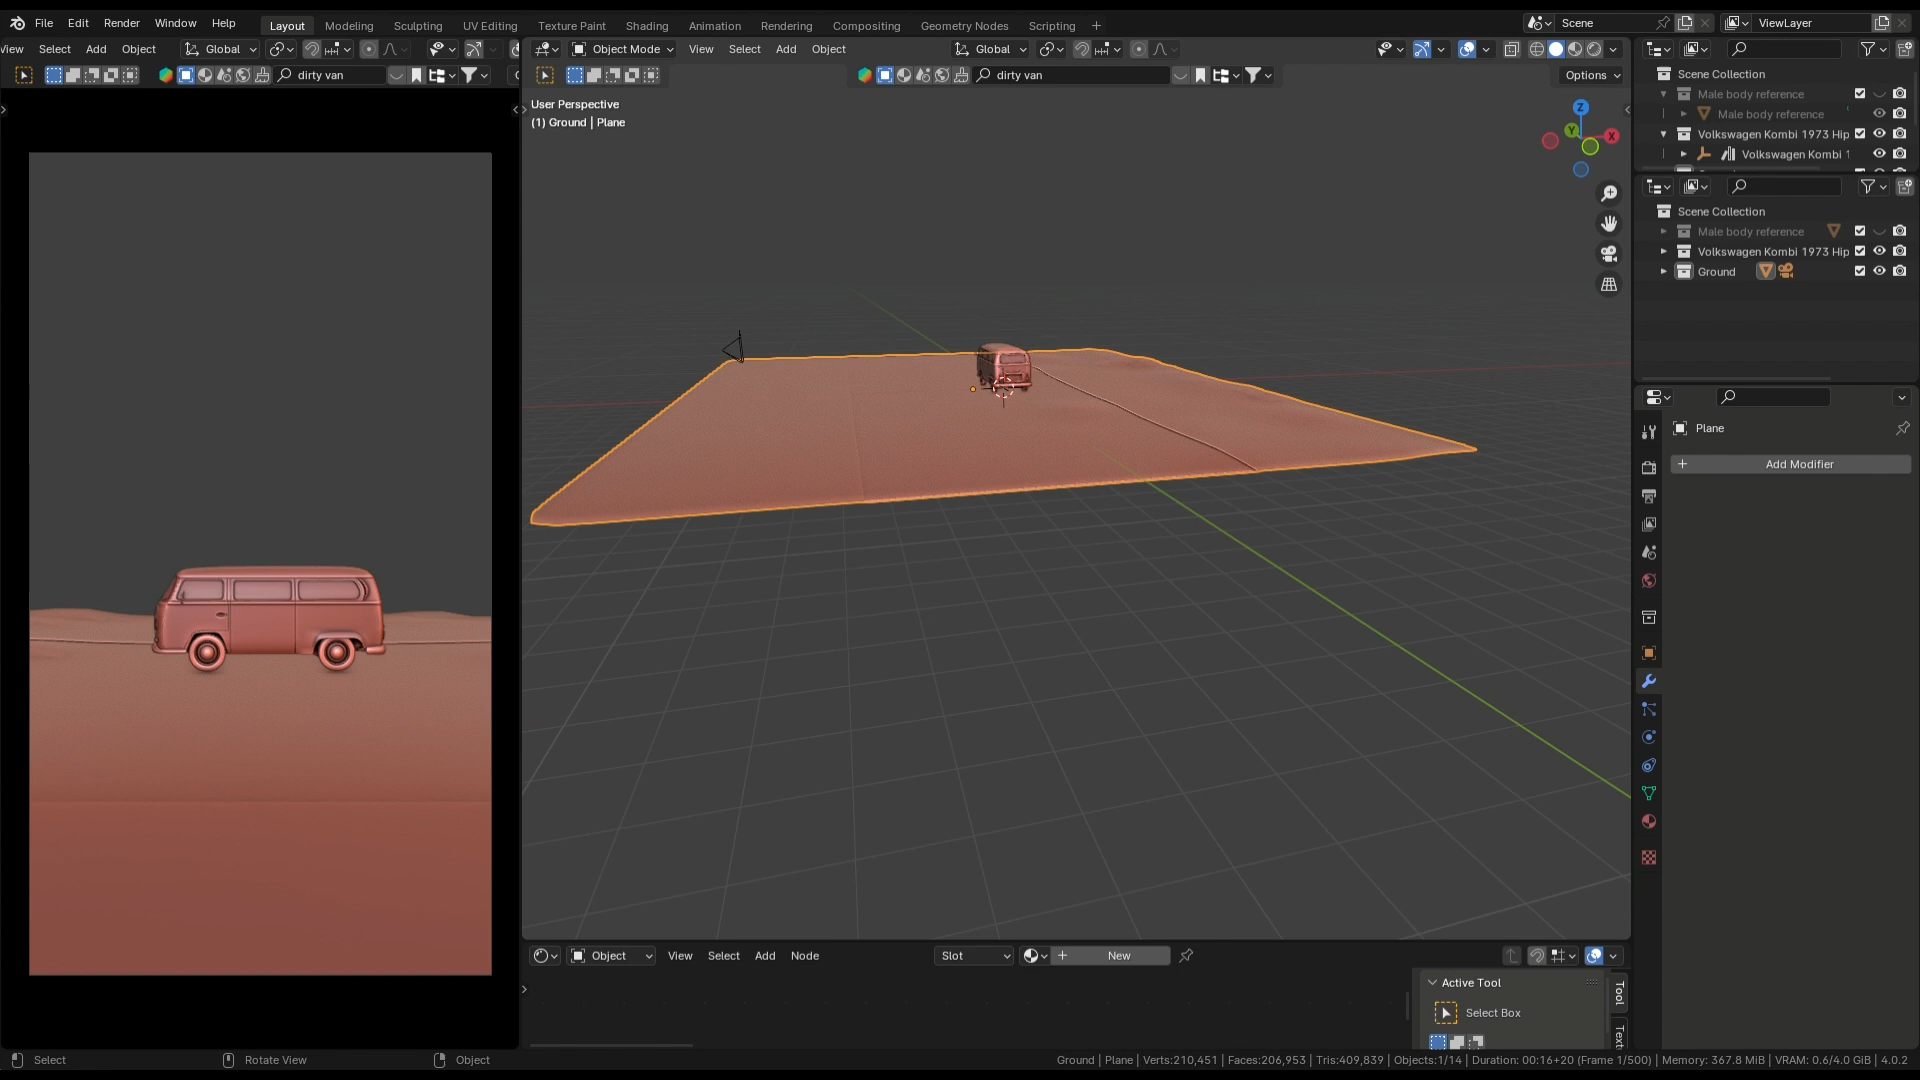 File Edit Render Window Help
Layout Modeling Sculpting UV Editing Texture Paint Shading Animation Rendering Compositing Geometry Nodes Scripting +
Scene
ViewLayer
View Select Add Object Global
dirty van
Object Mode View Select Add Object Global
dirty van
Options
User Perspective
(1) Ground | Plane
Z
Y
X
Scene Collection
Male body reference
Male body reference
Volkswagen Kombi 1973 Hip
Volkswagen Kombi 1
Scene Collection
Male body reference
Volkswagen Kombi 1973 Hip
Ground
Plane
+ Add Modifier
Object View Select Add Node Slot + New
Active Tool
Select Box
Tool
Text
Select Rotate View Object
Ground | Plane | Verts:210,451 | Faces:206,953 | Tris:409,839 | Objects:1/14 | Duration: 00:16+20 (Frame 1/500) | Memory: 367.8 MiB | VRAM: 0.6/4.0 GiB | 4.0.2